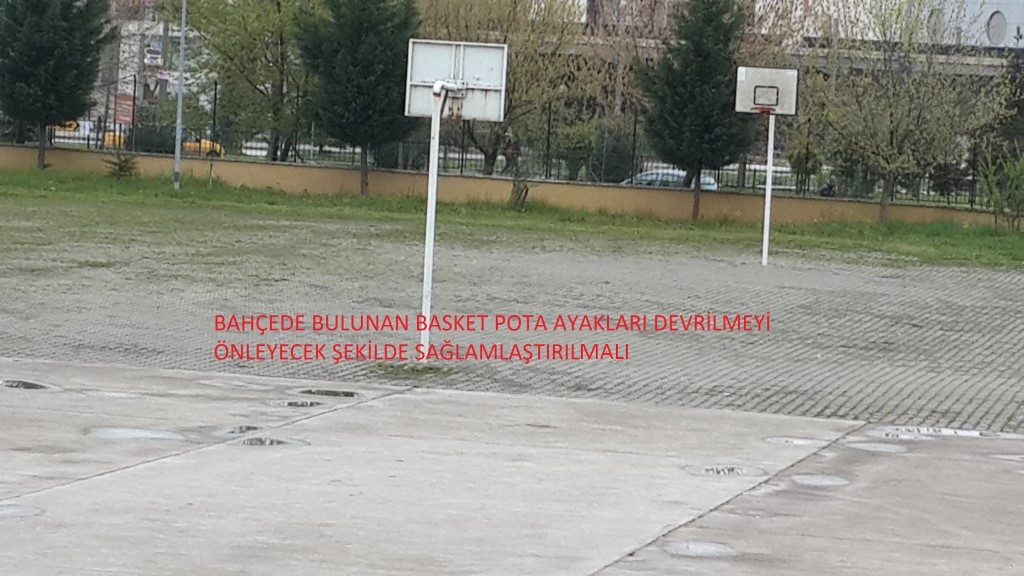 BAHÇEDE BULUNAN BASKET POTA AYAKLARI DEVRİLMEYİ
ÖNLEYECEK ŞEKİLDE SAĞLAMLAŞTIRILMALI